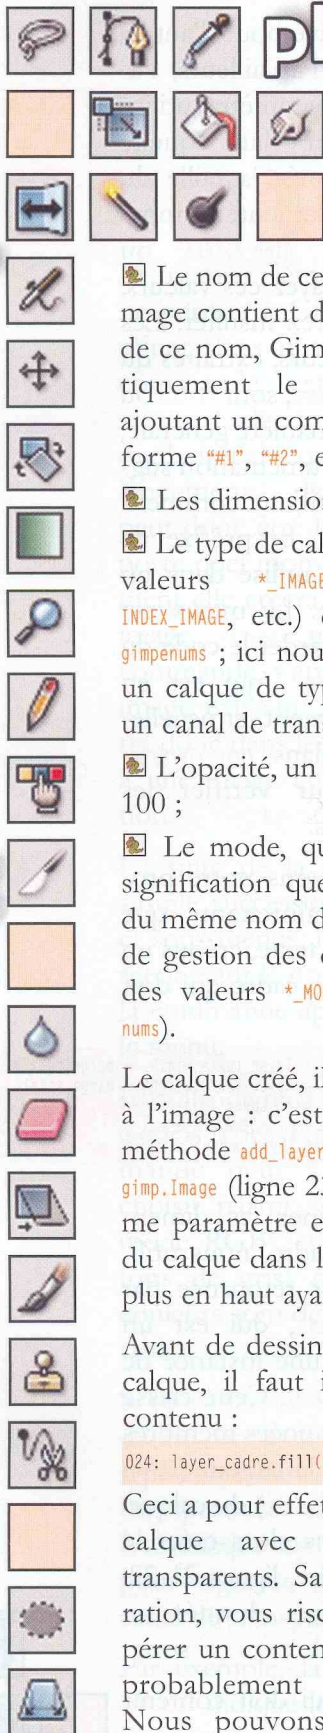 pl
Le nom de ce
mage contient d
de ce nom, Gim
tiquement le
ajoutant un com
forme "#1", "#2", e
Les dimension
Le type de cal
valeurs *_IMAGE
INDEX_IMAGE, etc.)
gimpenums ; ici nou
un calque de typ
un canal de trans
L'opacité, un
100 ;
Le mode, qu
signification que
du même nom d
de gestion des
des valeurs *_MO
nums).
Le calque créé, il
à l'image : c'est
méthode add_layer
gimp.Image (ligne 2
me paramètre e
du calque dans l
plus en haut aya
Avant de dessin
calque, il faut i
contenu :
024: layer_cadre.fill(
Ceci a pour effet
calque avec
transparents. Sa
ration, vous risc
pérer un conten
probablement
Nous pouvons